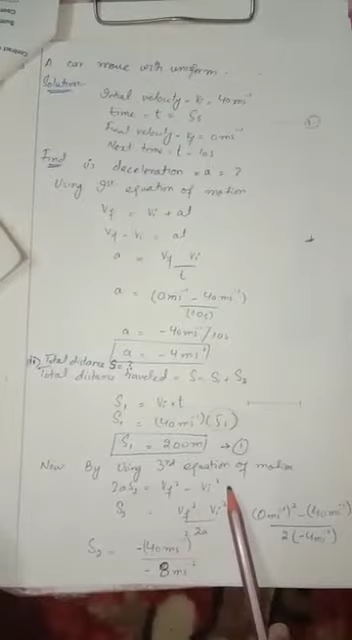 A car move with uniform.
Solution
Initial velocity = Vi = 40ms⁻¹
time = t = 5s
Final velocity = Vf = 0ms⁻¹
Next time = t = 10s
Find (i) deceleration = a = ?
Using 1st equation of motion
Vf = Vi + at
Vf - Vi = at
a = Vf - Vi / t
a = (0ms⁻¹ - 40ms⁻¹) / (10s)
a = -40ms⁻¹/10s
a = -4ms⁻²
(ii) Total distance S = ?
Total distance traveled = S = S₁ + S₂
S₁ = Vi × t
S₁ = (40ms⁻¹)(5s)
S₁ = 200m → ①
Now By Using 3rd equation of motion
2aS₂ = Vf² - Vi²
S₂ = Vf² - Vi² / 2a = (0ms⁻¹)² - (40ms⁻¹)² / 2(-4ms⁻²)
S₂ = -(40ms⁻¹)² / -8ms⁻²